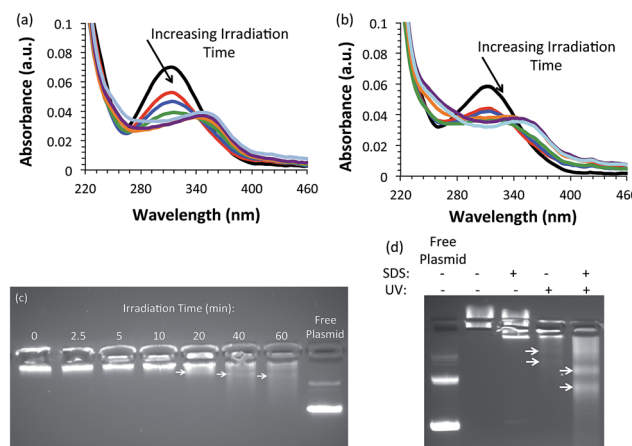 (a)
Increasing Irradiation
Time
0.1
0.08
0.06
0.04
0.02
0
Absorbance (a.u.)
220 280 340 400 460
Wavelength (nm)
(b)
Increasing Irradiation
Time
0.1
0.08
0.06
0.04
0.02
0
Absorbance (a.u.)
220 280 340 400 460
Wavelength (nm)
(c)
Irradiation Time (min):
Free
Plasmid
0 2.5 5 10 20 40 60
(d)
Free
Plasmid
SDS: - - + - +
UV: - - - + +